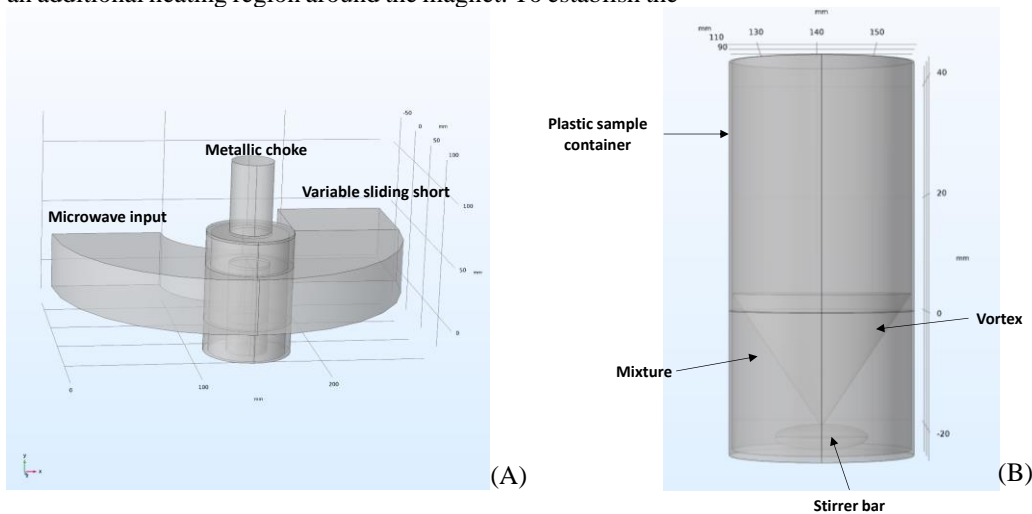 an additional heating region around the magnet. To establish the
Metallic choke
Variable sliding short
Microwave input
-50
0
mm
50
100
100
50
mm
0
0
100
200
mm
y
x
(A)
mm
mm
110
90
130
140
150
40
20
mm
0
-20
Plastic sample
container
Vortex
Mixture
Stirrer bar
(B)